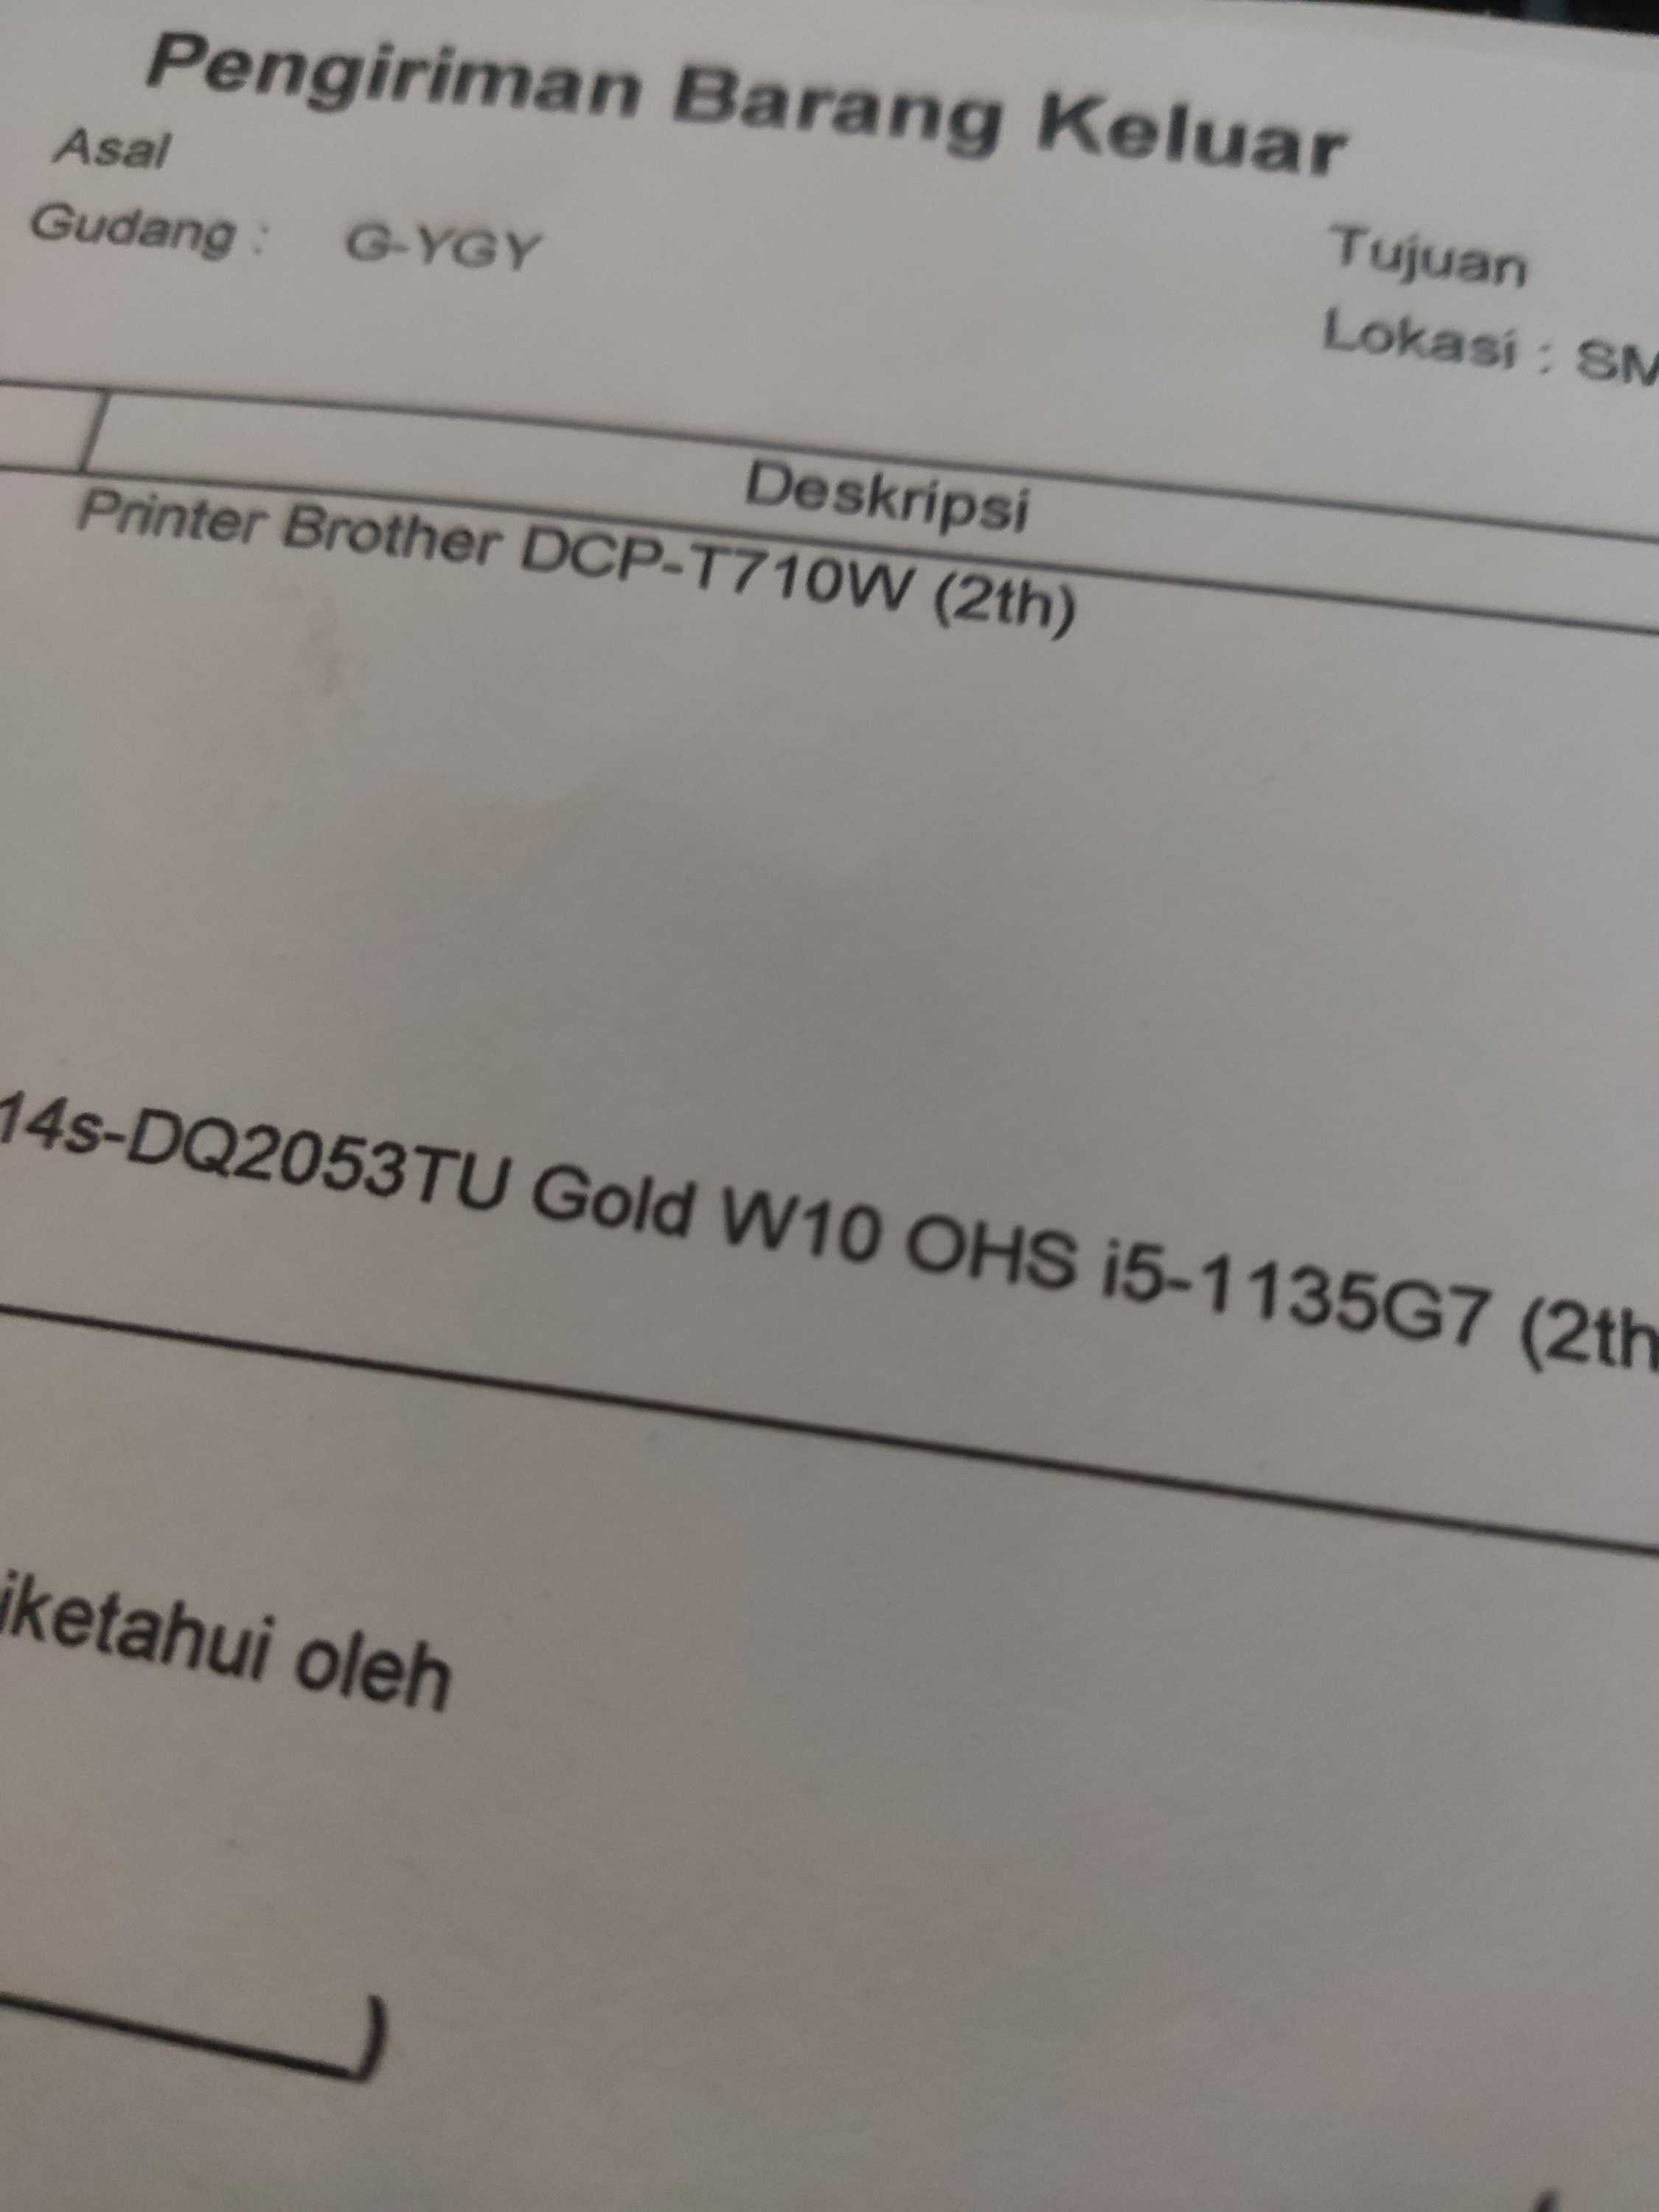 Pengiriman Barang Keluar
Asal
Gudang : G-YGY
Tujuan
Lokasi : SM
Deskripsi
Printer Brother DCP-T710W (2th)
14s-DQ2053TU Gold W10 OHS i5-1135G7 (2th
iketahui oleh
)